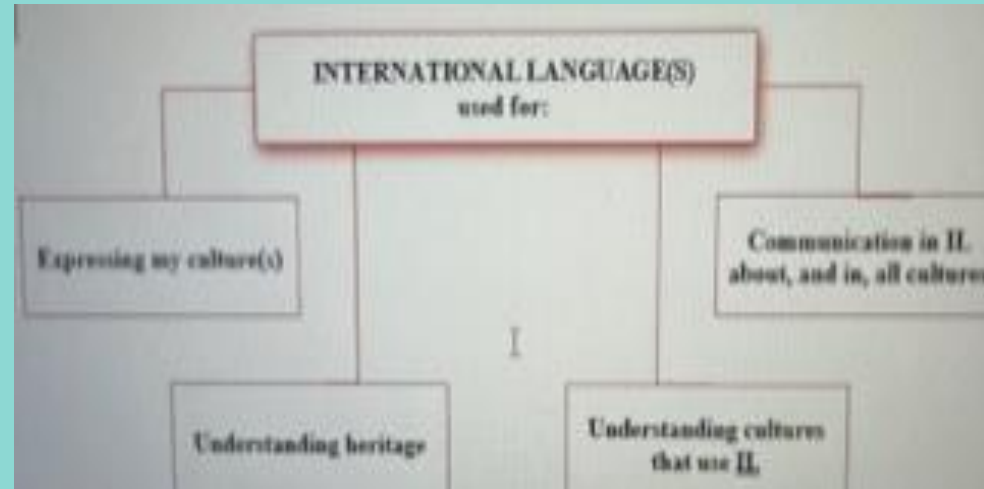 INTERNATIONAL LANGUAGE(S)
used for:
Expressing my culture(s)
Communication in IL
about, and in, all cultures
Understanding heritage
Understanding cultures
that use IL